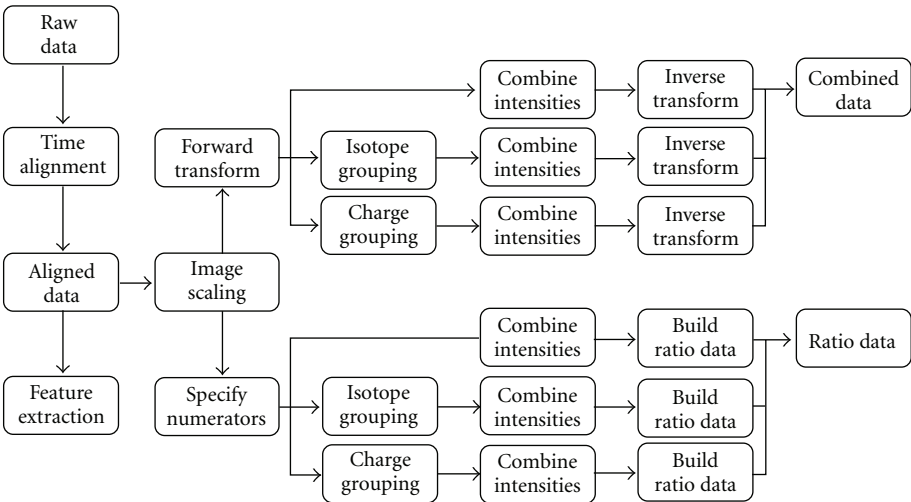 Raw
data
Time
alignment
Aligned
data
Feature
extraction
Forward
transform
Image
scaling
Specify
numerators
Combine
intensities
Inverse
transform
Combined
data
Isotope
grouping
Combine
intensities
Inverse
transform
Charge
grouping
Combine
intensities
Inverse
transform
Combine
intensities
Build
ratio data
Ratio data
Isotope
grouping
Combine
intensities
Build
ratio data
Charge
grouping
Combine
intensities
Build
ratio data